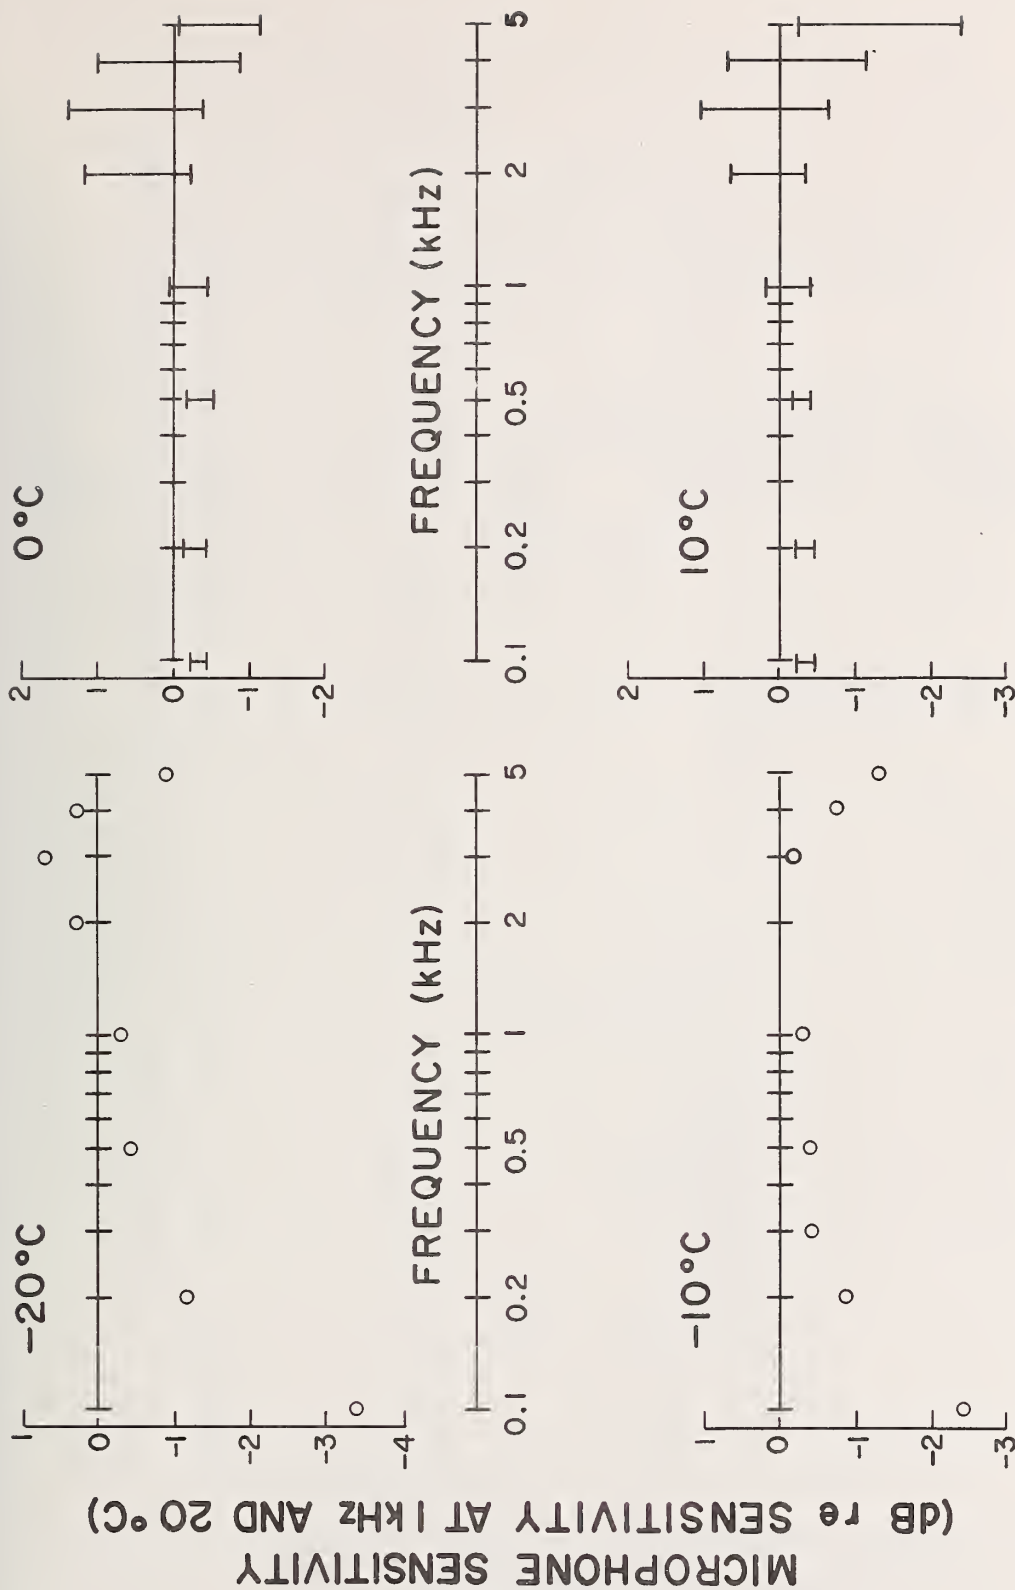 MICROPHONE SENSITIVITY
(dB re SENSITIVITY AT 1 kHz AND 20 °C)
-20°C
1
0
-1
-2
-3
-4
FREQUENCY (kHz)
0.1 0.2 0.5 1 2 5
0°C
2
1
0
-1
-2
FREQUENCY (kHz)
0.1 0.2 0.5 1 2 5
-10°C
1
0
-1
-2
-3
10°C
2
1
0
-1
-2
-3